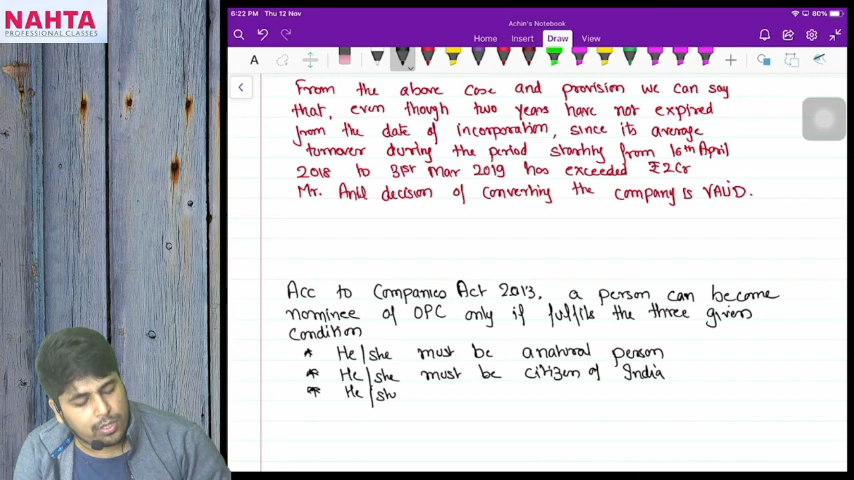 NAHTA
PROFESSIONAL CLASSES
6:22 PM Thu 12 Nov
80%
Achin's Notebook
Home Insert Draw View
A
From the above case and provision we can say
that, even though two years have not expired
from the date of incorporation, since its average
turnover during the period starting from 16th April
2018 to 31st Mar 2019 has exceeded ₹2Cr
Mr. Anil decision of converting the company is VALID.
Acc to Companies Act 2013, a person can become
nominee of OPC only if fulfils the three given
condition
* He/she must be a natural person
* He/she must be citizen of India
* He/sh